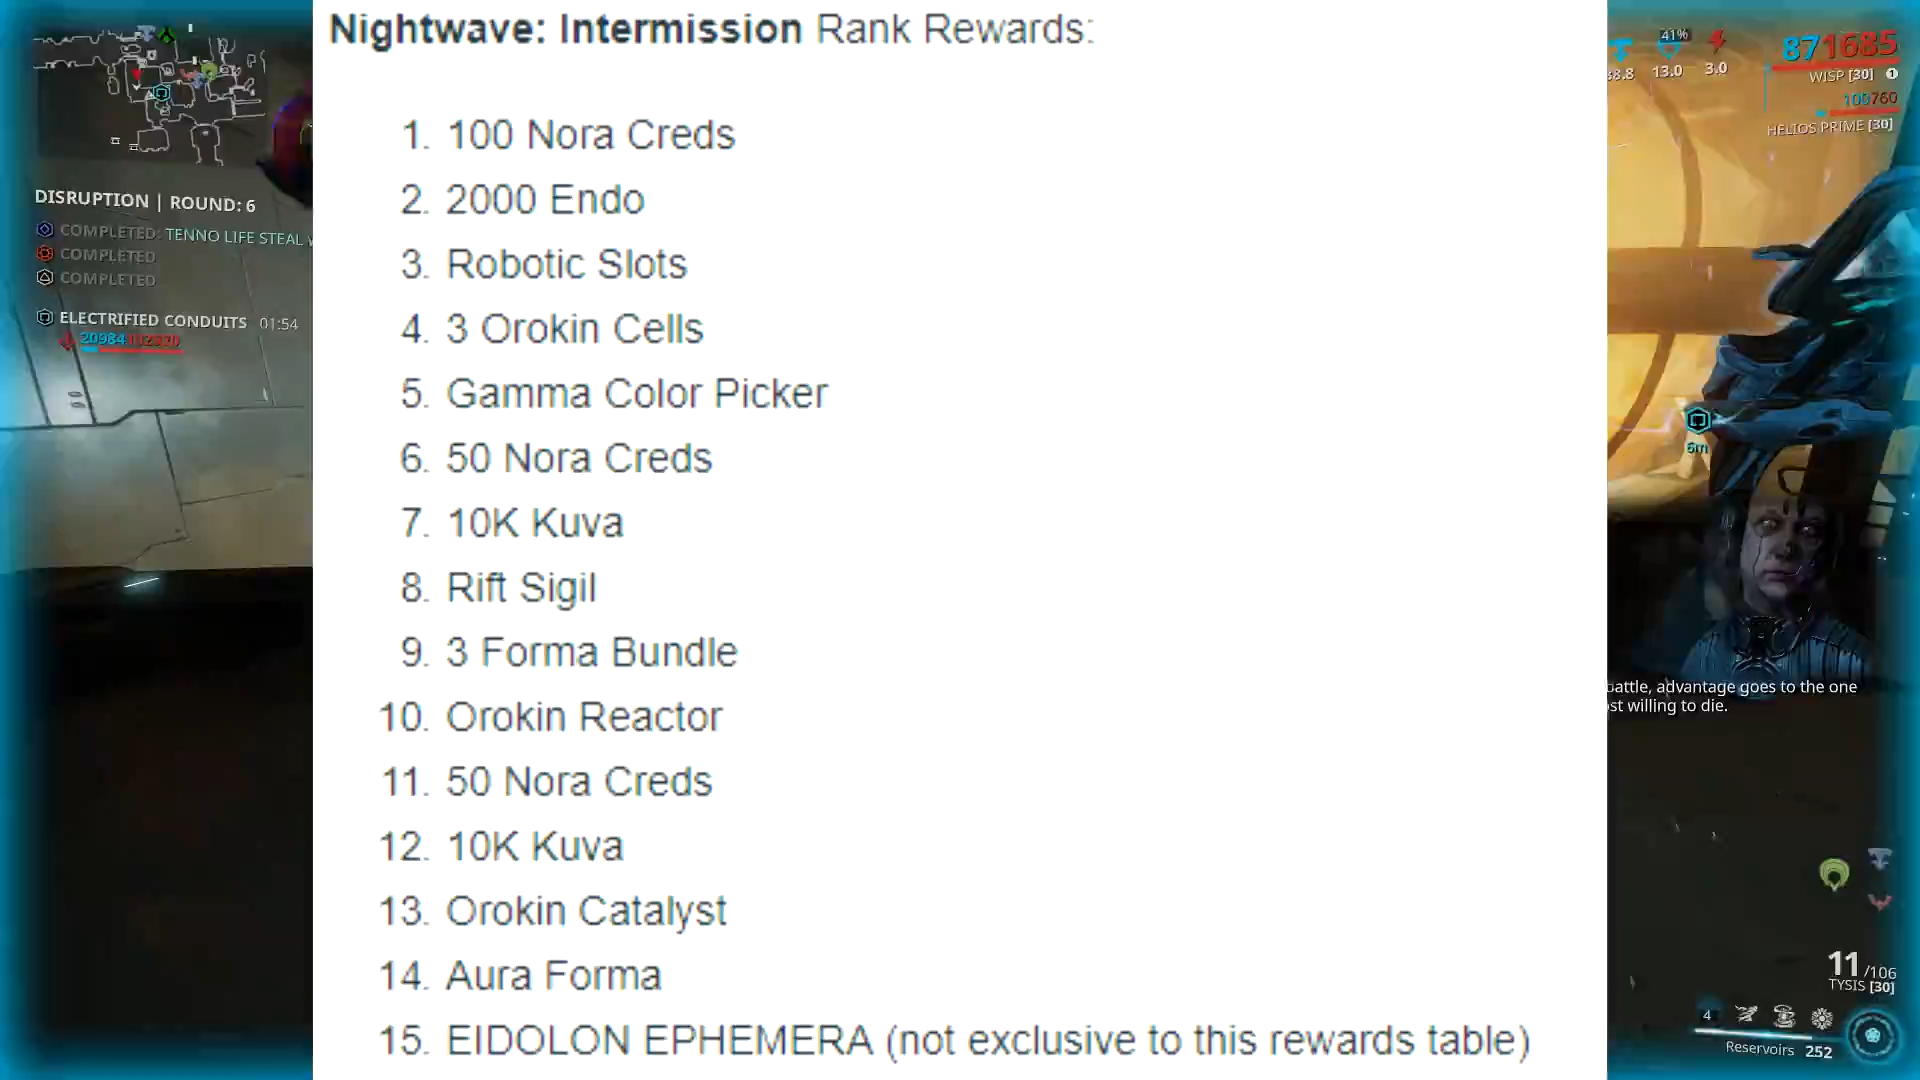 Nightwave: Intermission Rank Rewards:
1. 100 Nora Creds
2. 2000 Endo
3. Robotic Slots
4. 3 Orokin Cells
5. Gamma Color Picker
6. 50 Nora Creds
7. 10K Kuva
8. Rift Sigil
9. 3 Forma Bundle
10. Orokin Reactor
11. 50 Nora Creds
12. 10K Kuva
13. Orokin Catalyst
14. Aura Forma
15. EIDOLON EPHEMERA (not exclusive to this rewards table)
DISRUPTION | ROUND: 6
COMPLETED: TENNO LIFE STEAL
COMPLETED
COMPLETED
ELECTRIFIED CONDUITS 01:54
20984
41%
13.0 3.0
871685
WISP [30]
100760
HELIOS PRIME [30]
6m
battle, advantage goes to the one
willing to die.
11/106
TYSIS [30]
4
Reservoirs 252